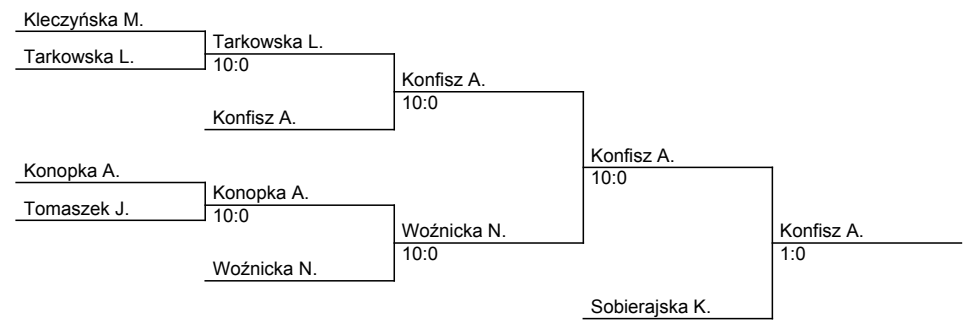 Kleczyńska M.
Tarkowska L.
Tarkowska L.
10:0
Konfisz A.
10:0
Konfisz A.
Konfisz A.
10:0
Konopka A.
Konopka A.
Tomaszek J.
10:0
Woźnicka N.
10:0
Konfisz A.
1:0
Woźnicka N.
Sobierajska K.